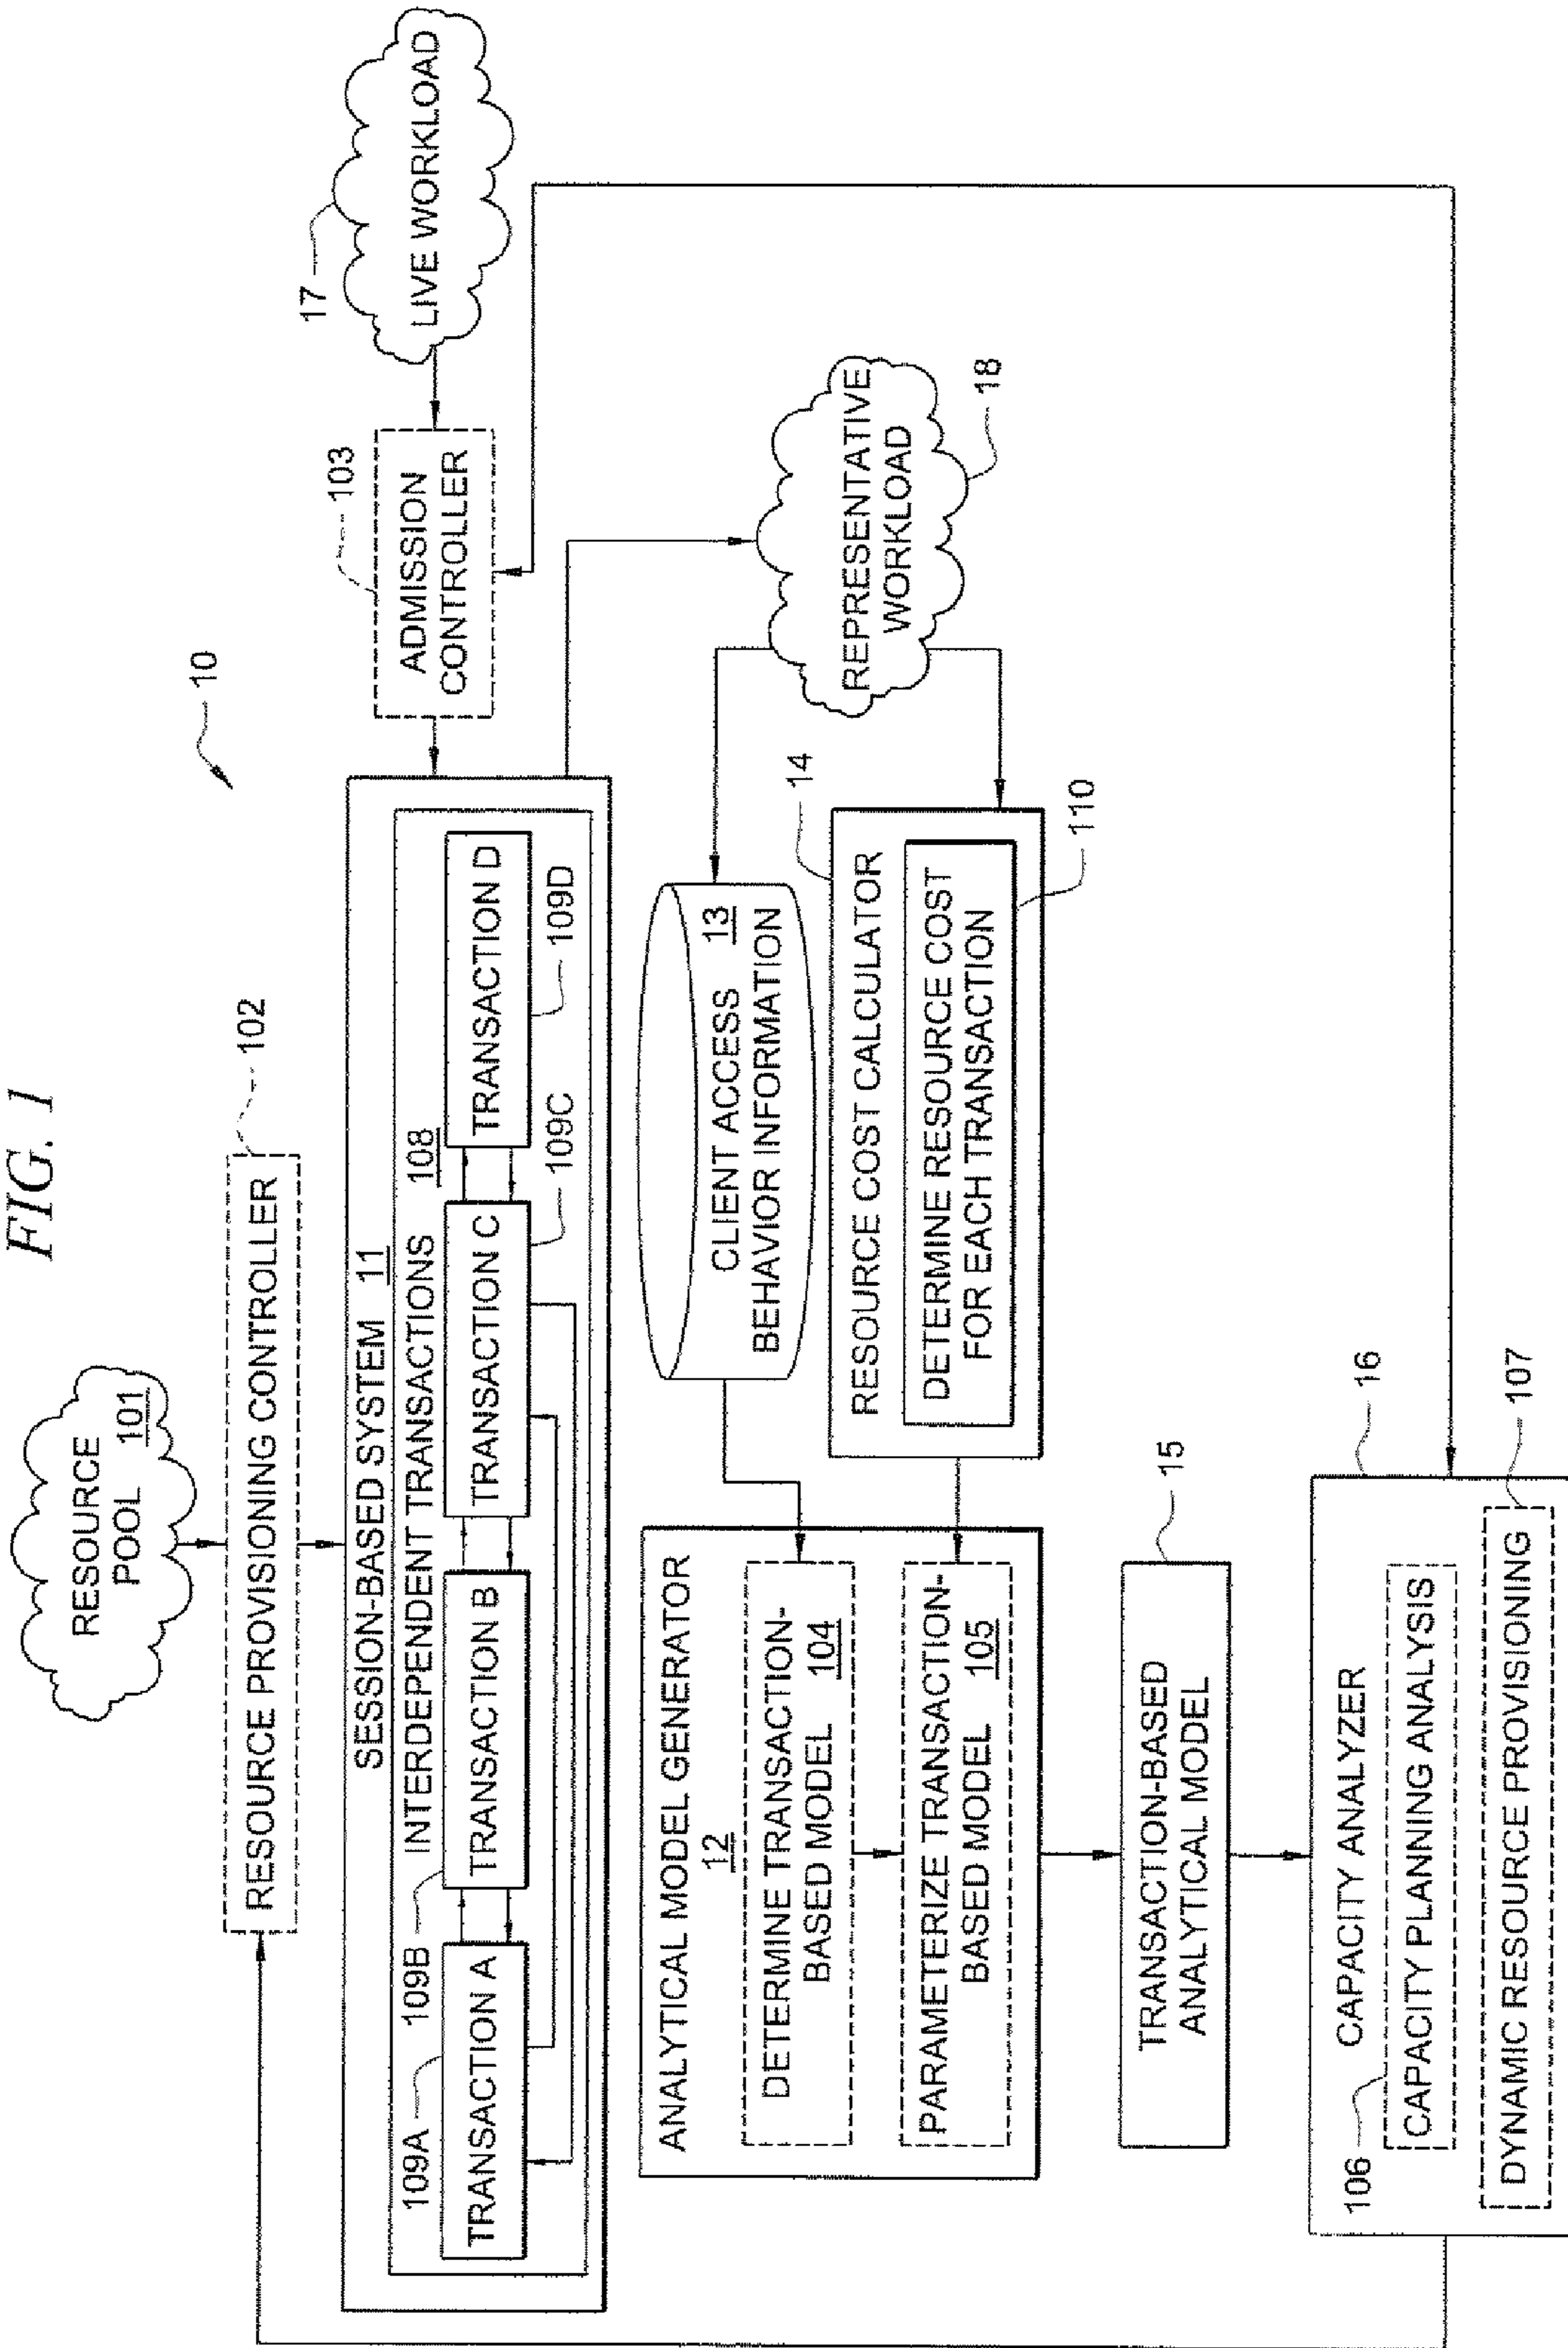 FIG. 1
RESOURCE
POOL 101
RESOURCE PROVISIONING CONTROLLER
102
10
17
LIVE WORKLOAD
103
ADMISSION
CONTROLLER
SESSION-BASED SYSTEM 11
INTERDEPENDENT TRANSACTIONS 108
109A
109B
TRANSACTION A
TRANSACTION B
TRANSACTION C
TRANSACTION D
109C
109D
REPRESENTATIVE
WORKLOAD
18
CLIENT ACCESS 13
BEHAVIOR INFORMATION
14
RESOURCE COST CALCULATOR
DETERMINE RESOURCE COST
FOR EACH TRANSACTION
110
ANALYTICAL MODEL GENERATOR
12
DETERMINE TRANSACTION-
BASED MODEL 104
PARAMETERIZE TRANSACTION-
BASED MODEL 105
15
TRANSACTION-BASED
ANALYTICAL MODEL
16
CAPACITY ANALYZER
106
CAPACITY PLANNING ANALYSIS
107
DYNAMIC RESOURCE PROVISIONING